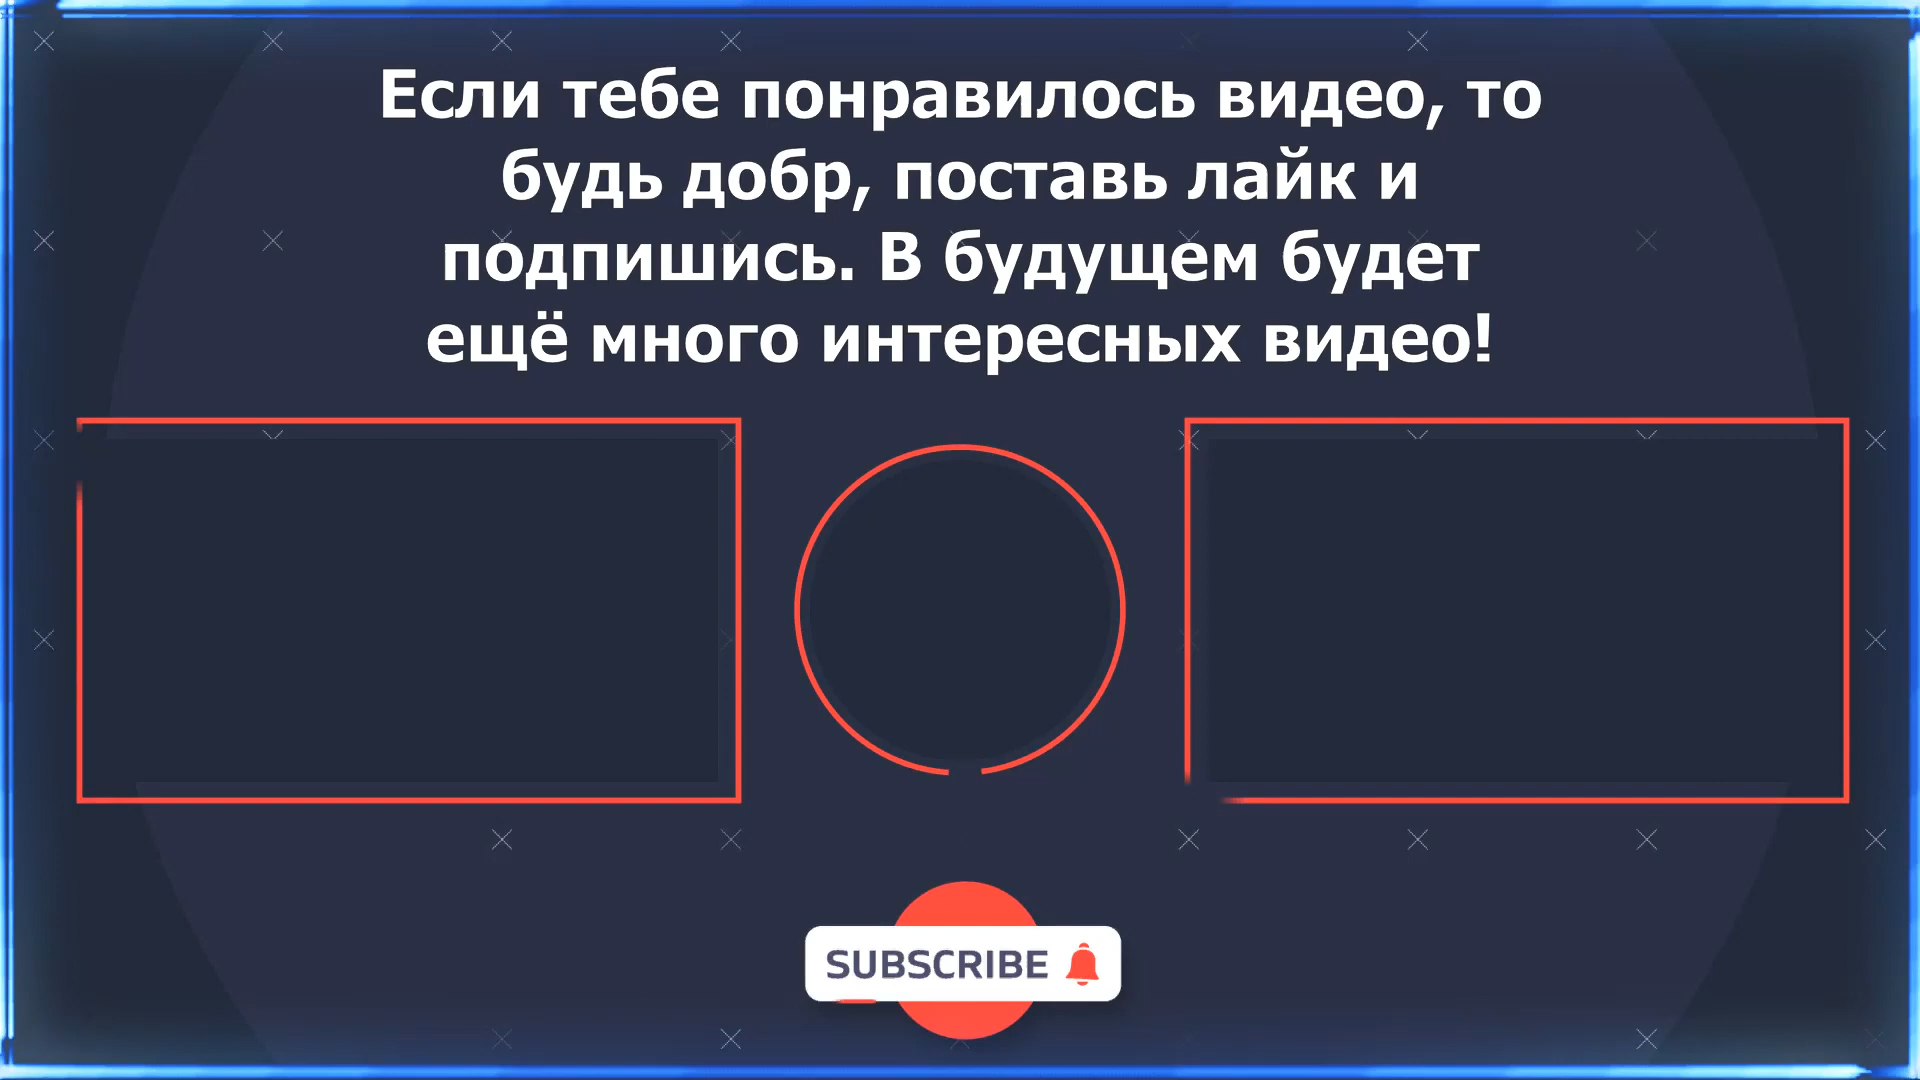 Если тебе понравилось видео, то
будь добр, поставь лайк и
подпишись. В будущем будет
ещё много интересных видео!
SUBSCRIBE